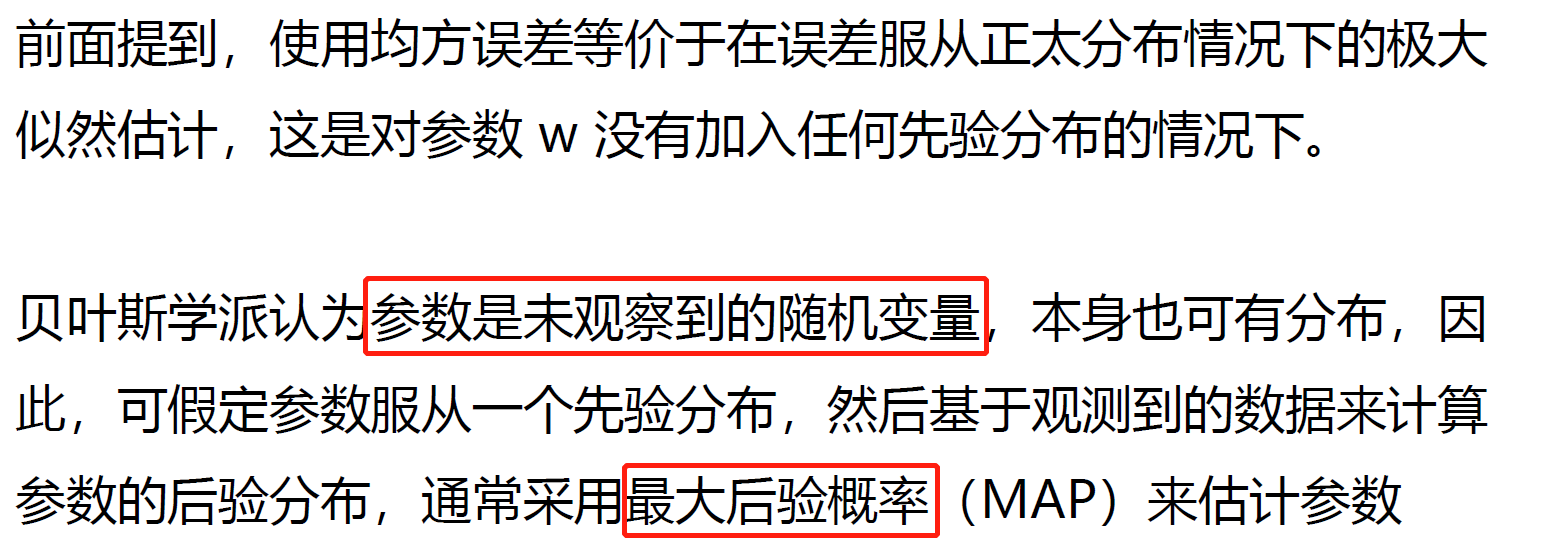 前面提到，使用均方误差等价于在误差服从正太分布情况下的极大
似然估计，这是对参数 w 没有加入任何先验分布的情况下。
贝叶斯学派认为参数是未观察到的随机变量，本身也可有分布，因
此，可假定参数服从一个先验分布，然后基于观测到的数据来计算
参数的后验分布，通常采用最大后验概率（MAP）来估计参数